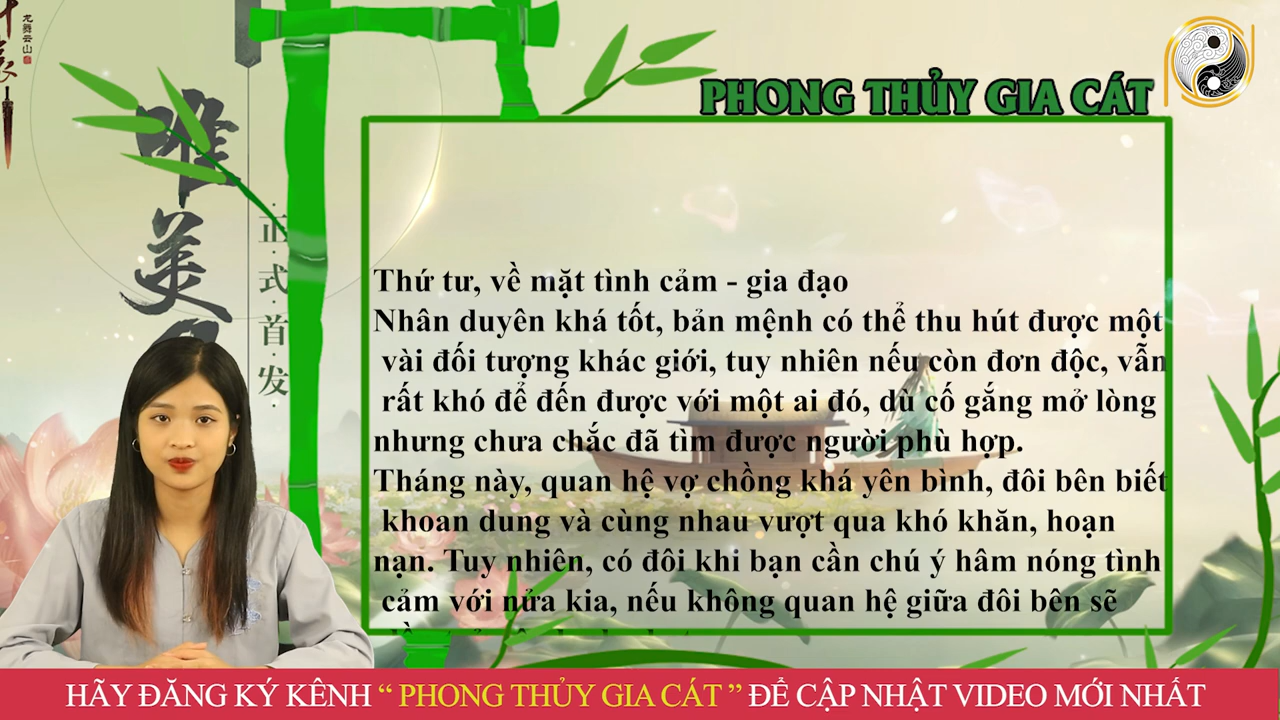 龙舞云山
唯美
·正·式·首·发·
PHONG THỦY GIA CÁT
Thứ tư, về mặt tình cảm - gia đạo
Nhân duyên khá tốt, bản mệnh có thể thu hút được một
vài đối tượng khác giới, tuy nhiên nếu còn đơn độc, vẫn
rất khó để đến được với một ai đó, dù cố gắng mở lòng
nhưng chưa chắc đã tìm được người phù hợp.
Tháng này, quan hệ vợ chồng khá yên bình, đôi bên biết
khoan dung và cùng nhau vượt qua khó khăn, hoạn
nạn. Tuy nhiên, có đôi khi bạn cần chú ý hâm nóng tình
cảm với nửa kia, nếu không quan hệ giữa đôi bên sẽ
HÃY ĐĂNG KÝ KÊNH “ PHONG THỦY GIA CÁT ” ĐỂ CẬP NHẬT VIDEO MỚI NHẤT